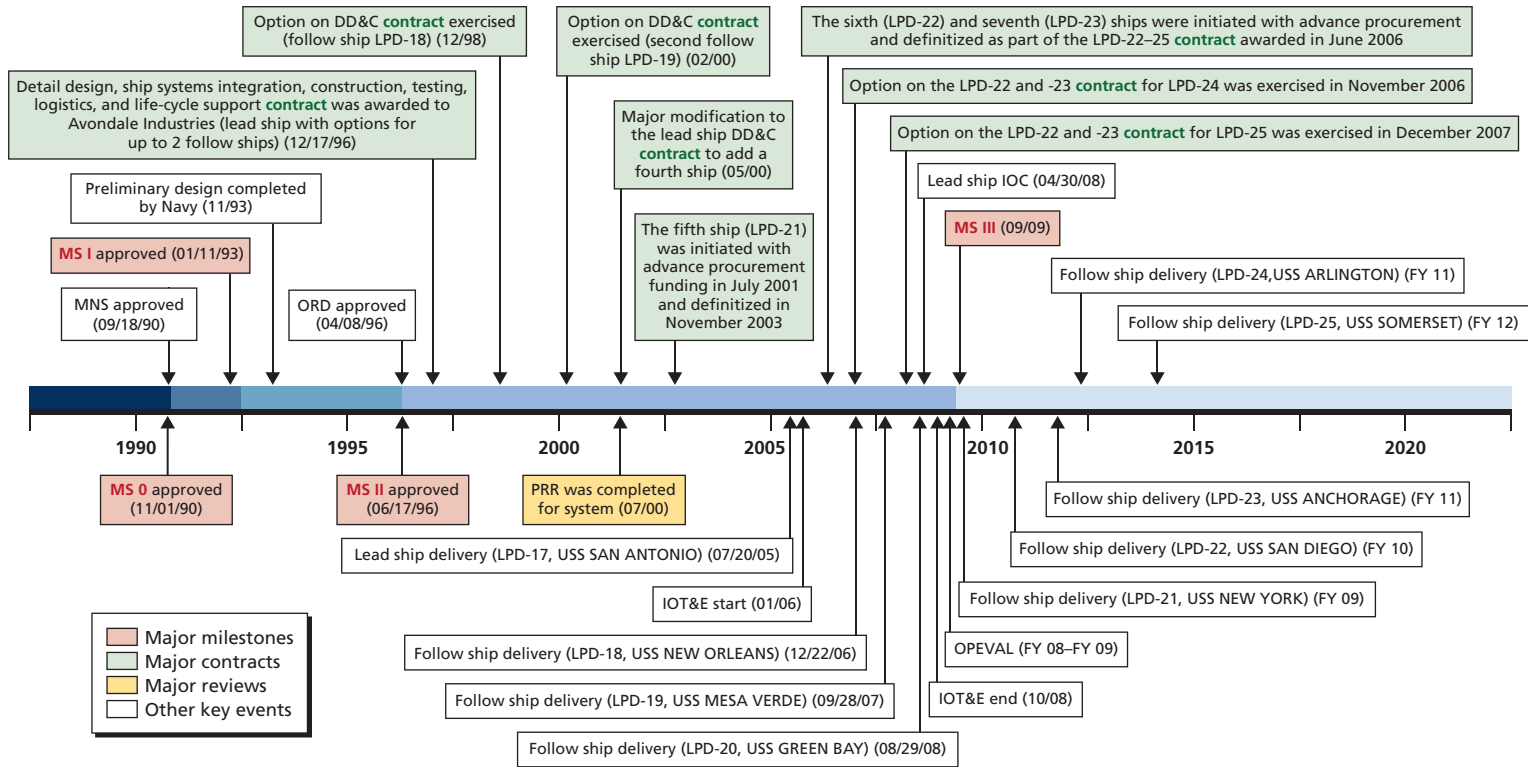 Option on DD&C contract exercised
(follow ship LPD-18) (12/98)
Option on DD&C contract
exercised (second follow
ship LPD-19) (02/00)
The sixth (LPD-22) and seventh (LPD-23) ships were initiated with advance procurement
and definitized as part of the LPD-22–25 contract awarded in June 2006
Detail design, ship systems integration, construction, testing,
logistics, and life-cycle support contract was awarded to
Avondale Industries (lead ship with options for
up to 2 follow ships) (12/17/96)
Option on the LPD-22 and -23 contract for LPD-24 was exercised in November 2006
Major modification to
the lead ship DD&C
contract to add a
fourth ship (05/00)
Option on the LPD-22 and -23 contract for LPD-25 was exercised in December 2007
Preliminary design completed
by Navy (11/93)
Lead ship IOC (04/30/08)
MS I approved (01/11/93)
The fifth ship (LPD-21)
was initiated with
advance procurement
funding in July 2001
and definitized in
November 2003
MS III (09/09)
MNS approved
(09/18/90)
ORD approved
(04/08/96)
Follow ship delivery (LPD-24,USS ARLINGTON) (FY 11)
Follow ship delivery (LPD-25, USS SOMERSET) (FY 12)
1990
1995
2000
2005
2010
2015
2020
MS 0 approved
(11/01/90)
MS II approved
(06/17/96)
PRR was completed
for system (07/00)
Follow ship delivery (LPD-23, USS ANCHORAGE) (FY 11)
Lead ship delivery (LPD-17, USS SAN ANTONIO) (07/20/05)
Follow ship delivery (LPD-22, USS SAN DIEGO) (FY 10)
IOT&E start (01/06)
Follow ship delivery (LPD-21, USS NEW YORK) (FY 09)
Follow ship delivery (LPD-18, USS NEW ORLEANS) (12/22/06)
OPEVAL (FY 08–FY 09)
Follow ship delivery (LPD-19, USS MESA VERDE) (09/28/07)
IOT&E end (10/08)
Follow ship delivery (LPD-20, USS GREEN BAY) (08/29/08)
Major milestones
Major contracts
Major reviews
Other key events